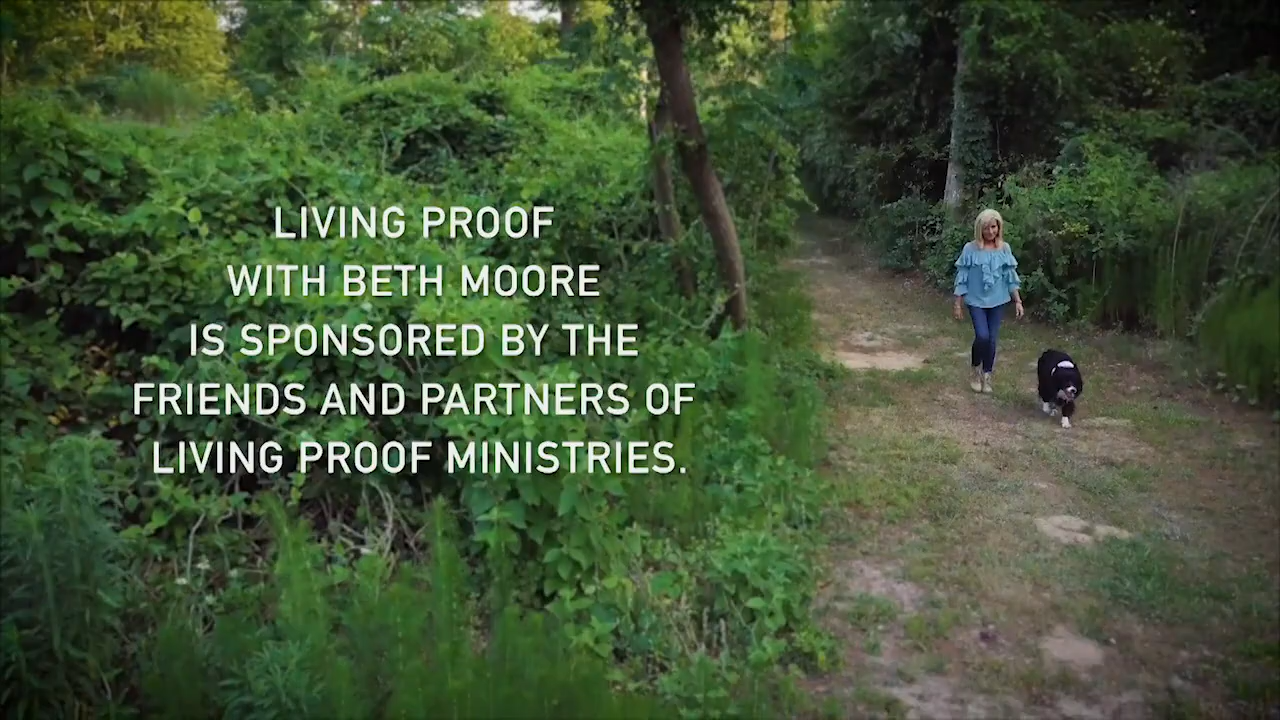 LIVING PROOF
WITH BETH MOORE
IS SPONSORED BY THE
FRIENDS AND PARTNERS OF
LIVING PROOF MINISTRIES.